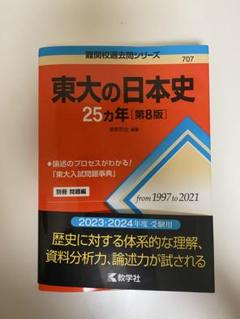 難関校過去問シリーズ
707
東大の日本史
25カ年[第8版]
編著
●論述のプロセスがわかる!
『東大入試問題事典』
別冊 問題編
from 1997 to 2021
2023・2024年度 受験用
歴史に対する体系的な理解、
資料分析力、論述力が試される
教学社